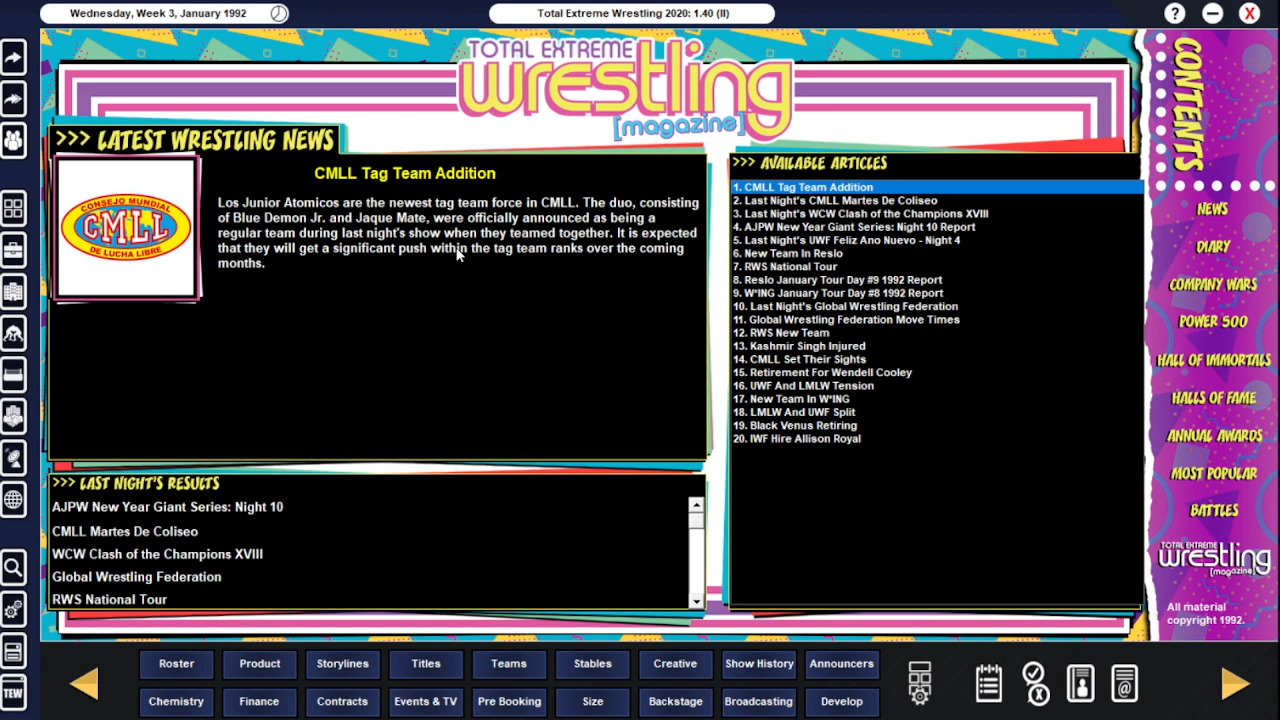 Wednesday, Week 3, January 1992
Total Extreme Wrestling 2020: 1.40 (II)
?
X
TOTAL EXTREME
wrestling
[magazine]
>>> LATEST WRESTLING NEWS
CONSEJO MUNDIAL
CMLL
DE LUCHA LIBRE
CMLL Tag Team Addition
Los Junior Atomicos are the newest tag team force in CMLL. The duo, consisting
of Blue Demon Jr. and Jaque Mate, were officially announced as being a
regular team during last night's show when they teamed together. It is expected
that they will get a significant push within the tag team ranks over the coming
months.
>>> LAST NIGHT'S RESULTS
AJPW New Year Giant Series: Night 10
CMLL Martes De Coliseo
WCW Clash of the Champions XVIII
Global Wrestling Federation
RWS National Tour
>>> AVAILABLE ARTICLES
1. CMLL Tag Team Addition
2. Last Night's CMLL Martes De Coliseo
3. Last Night's WCW Clash of the Champions XVIII
4. AJPW New Year Giant Series: Night 10 Report
5. Last Night's UWF Feliz Ano Nuevo - Night 4
6. New Team In Reslo
7. RWS National Tour
8. Reslo January Tour Day #9 1992 Report
9. W*ING January Tour Day #8 1992 Report
10. Last Night's Global Wrestling Federation
11. Global Wrestling Federation Move Times
12. RWS New Team
13. Kashmir Singh Injured
14. CMLL Set Their Sights
15. Retirement For Wendell Cooley
16. UWF And LMLW Tension
17. New Team In W*ING
18. LMLW And UWF Split
19. Black Venus Retiring
20. IWF Hire Allison Royal
CONTENTS
NEWS
DIARY
COMPANY WARS
POWER 500
HALL OF IMMORTALS
HALLS OF FAME
ANNUAL AWARDS
MOST POPULAR
BATTLES
TOTAL EXTREME
wrestling
[magazine]
All material
copyright 1992.
TEW
Roster
Product
Storylines
Titles
Teams
Stables
Creative
Show History
Announcers
Chemistry
Finance
Contracts
Events & TV
Pre Booking
Size
Backstage
Broadcasting
Develop
@